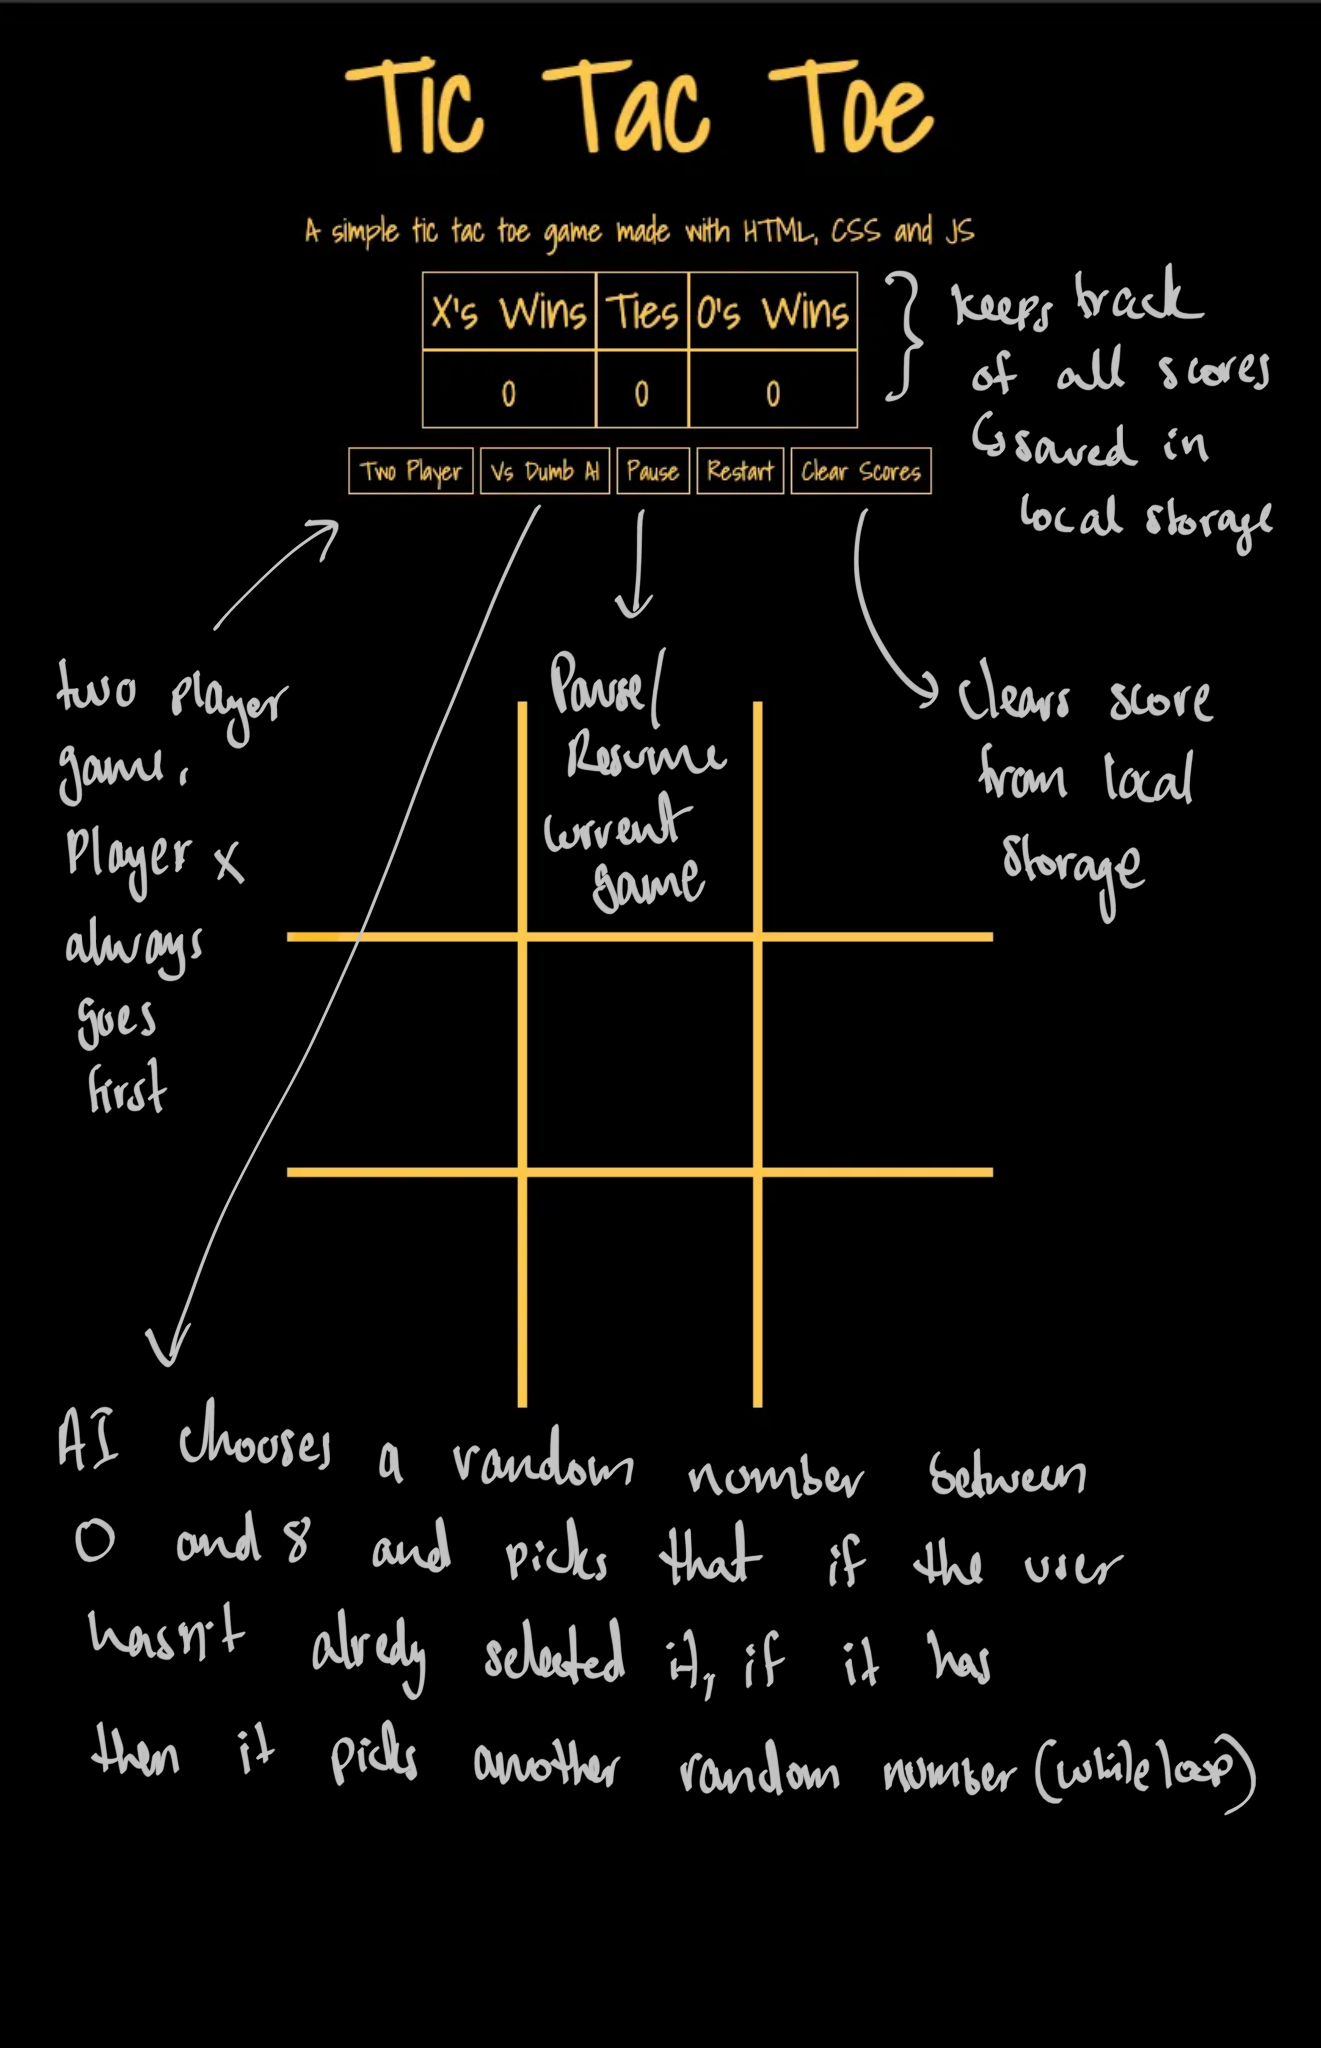 Tic Tac Toe
A simple tic tac toe game made with HTML, CSS and JS
X's Wins Ties O's Wins
0 0 0
Two Player Vs Dumb AI Pause Restart Clear Scores
keeps track
of all scores
saved in
local storage
two player
game.
Player X
always
goes
first
Pause/
Resume
current
game
Clears score
from local
storage
AI chooses a random number between
0 and 8 and picks that if the user
hasn't alredy selected it, if it has
then it picks another random number (while loop)